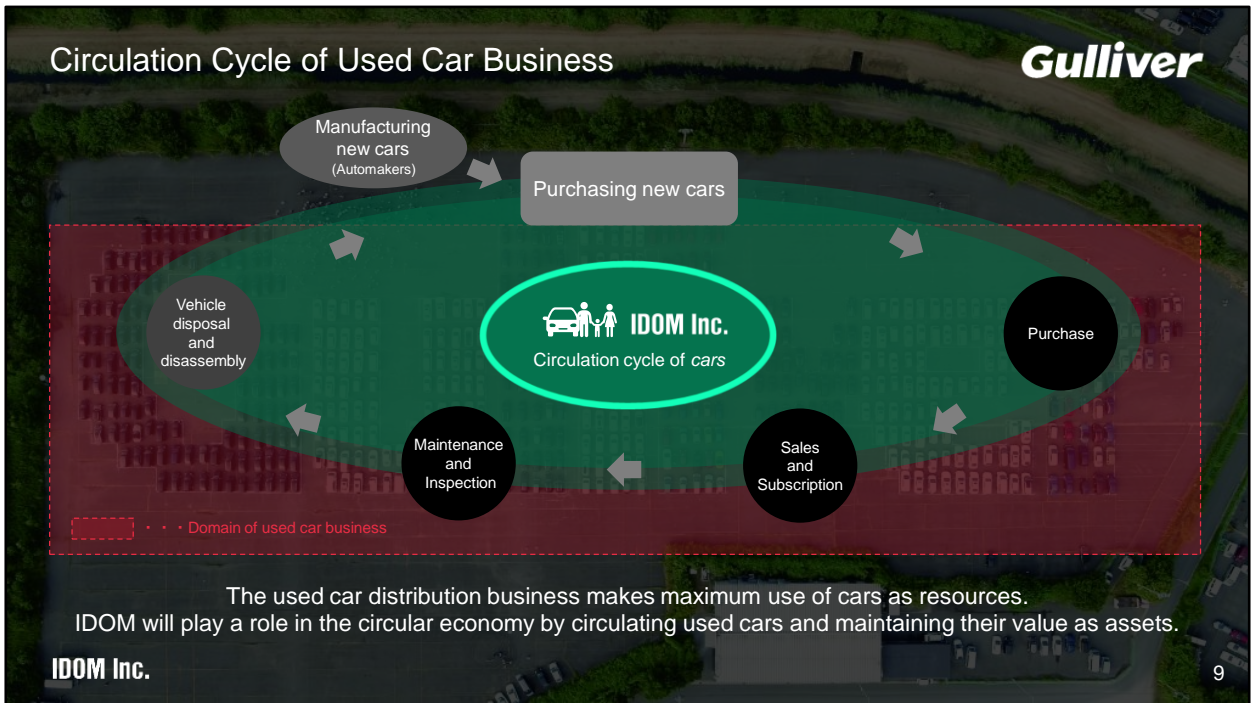 Circulation Cycle of Used Car Business
Gulliver
Manufacturing
new cars
(Automakers)
Purchasing new cars
Vehicle
disposal
and
disassembly
IDOM Inc.
Circulation cycle of cars
Purchase
Maintenance
and
Inspection
Sales
and
Subscription
・・・Domain of used car business
The used car distribution business makes maximum use of cars as resources.
IDOM will play a role in the circular economy by circulating used cars and maintaining their value as assets.
IDOM Inc.
9